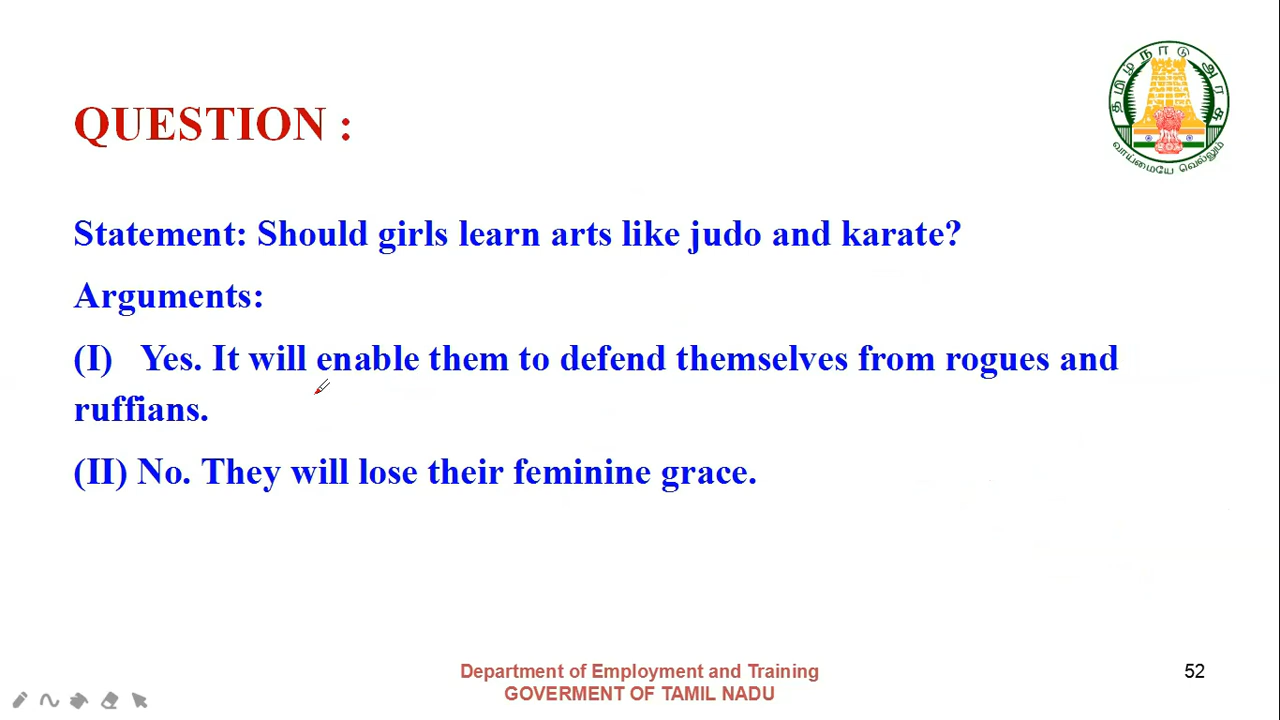 தமிழ்நாடு அரசு
வாய்மையே வெல்லும்
QUESTION :
Statement: Should girls learn arts like judo and karate?
Arguments:
(I) Yes. It will enable them to defend themselves from rogues and
ruffians.
(II) No. They will lose their feminine grace.
Department of Employment and Training
GOVERMENT OF TAMIL NADU
52